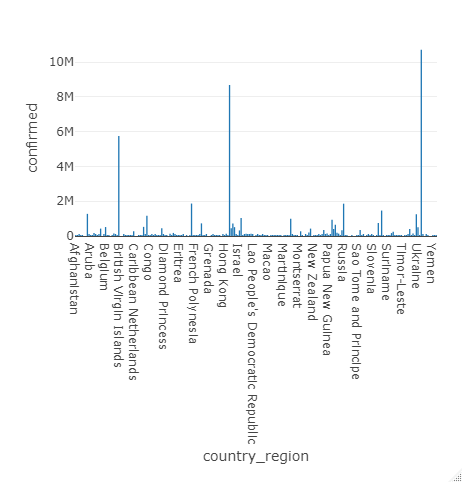 10M
8M
6M
4M
2M
0
confirmed
Afghanistan
Aruba
Belgium
British Virgin Islands
Caribbean Netherlands
Congo
Diamond Princess
Eritrea
French Polynesia
Grenada
Hong Kong
Israel
Lao People's Democratic Republic
Macao
Martinique
Montserrat
New Zealand
Papua New Guinea
Russia
Sao Tome and Principe
Slovenia
Suriname
Timor-Leste
Ukraine
Yemen
country_region